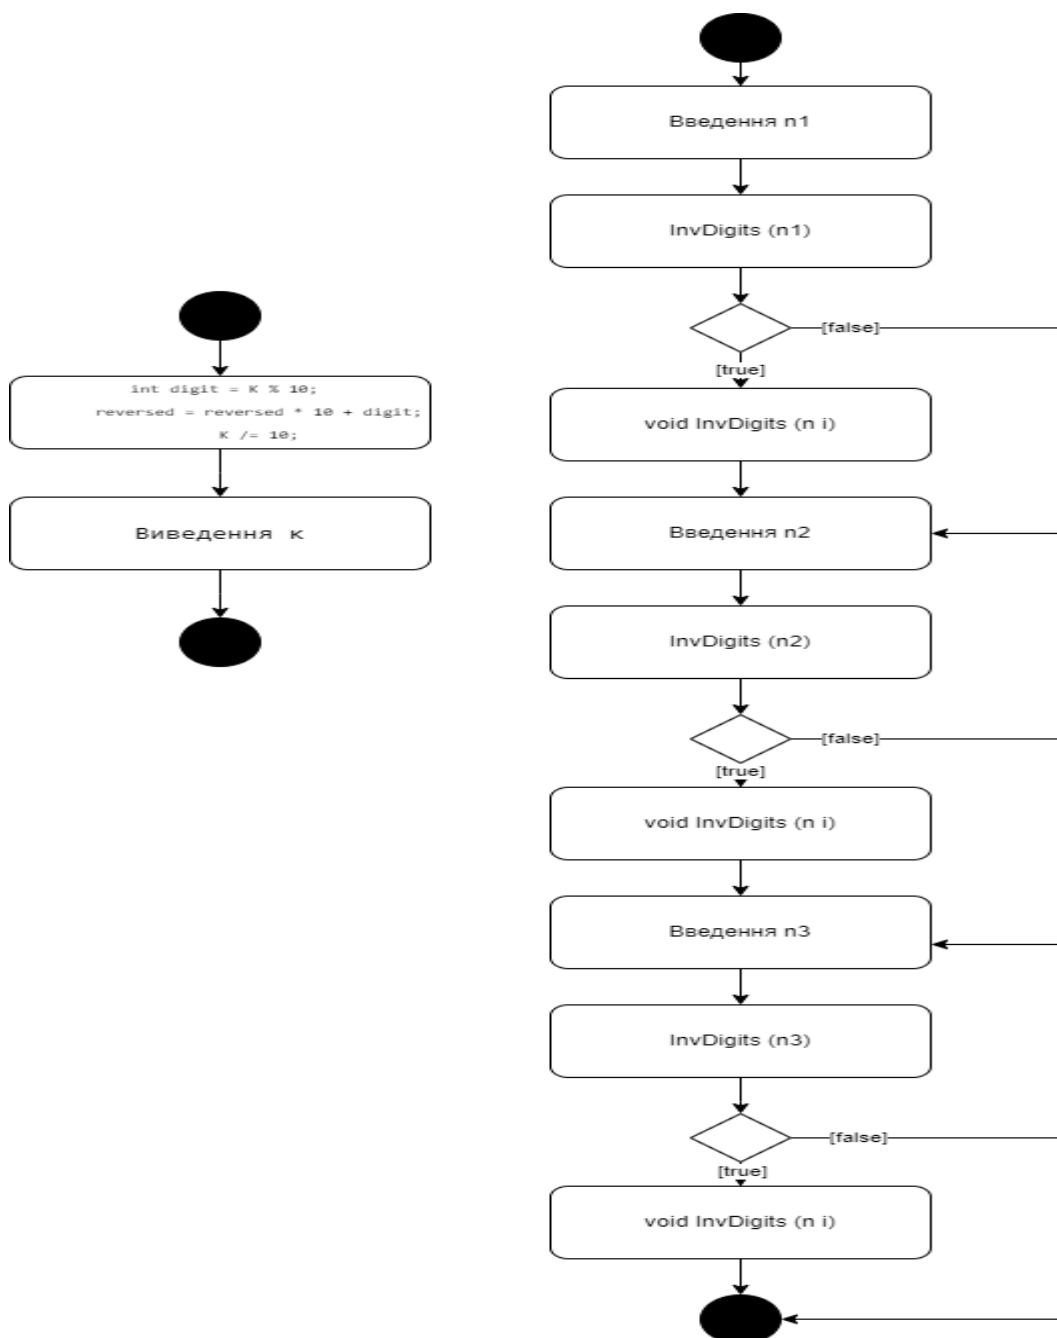 Введення n1
InvDigits (n1)
[false]
[true]
void InvDigits (n i)
Введення n2
InvDigits (n2)
[false]
[true]
void InvDigits (n i)
Введення n3
InvDigits (n3)
[false]
[true]
void InvDigits (n i)
int digit = K % 10;
reversed = reversed * 10 + digit;
K /= 10;
Виведення к